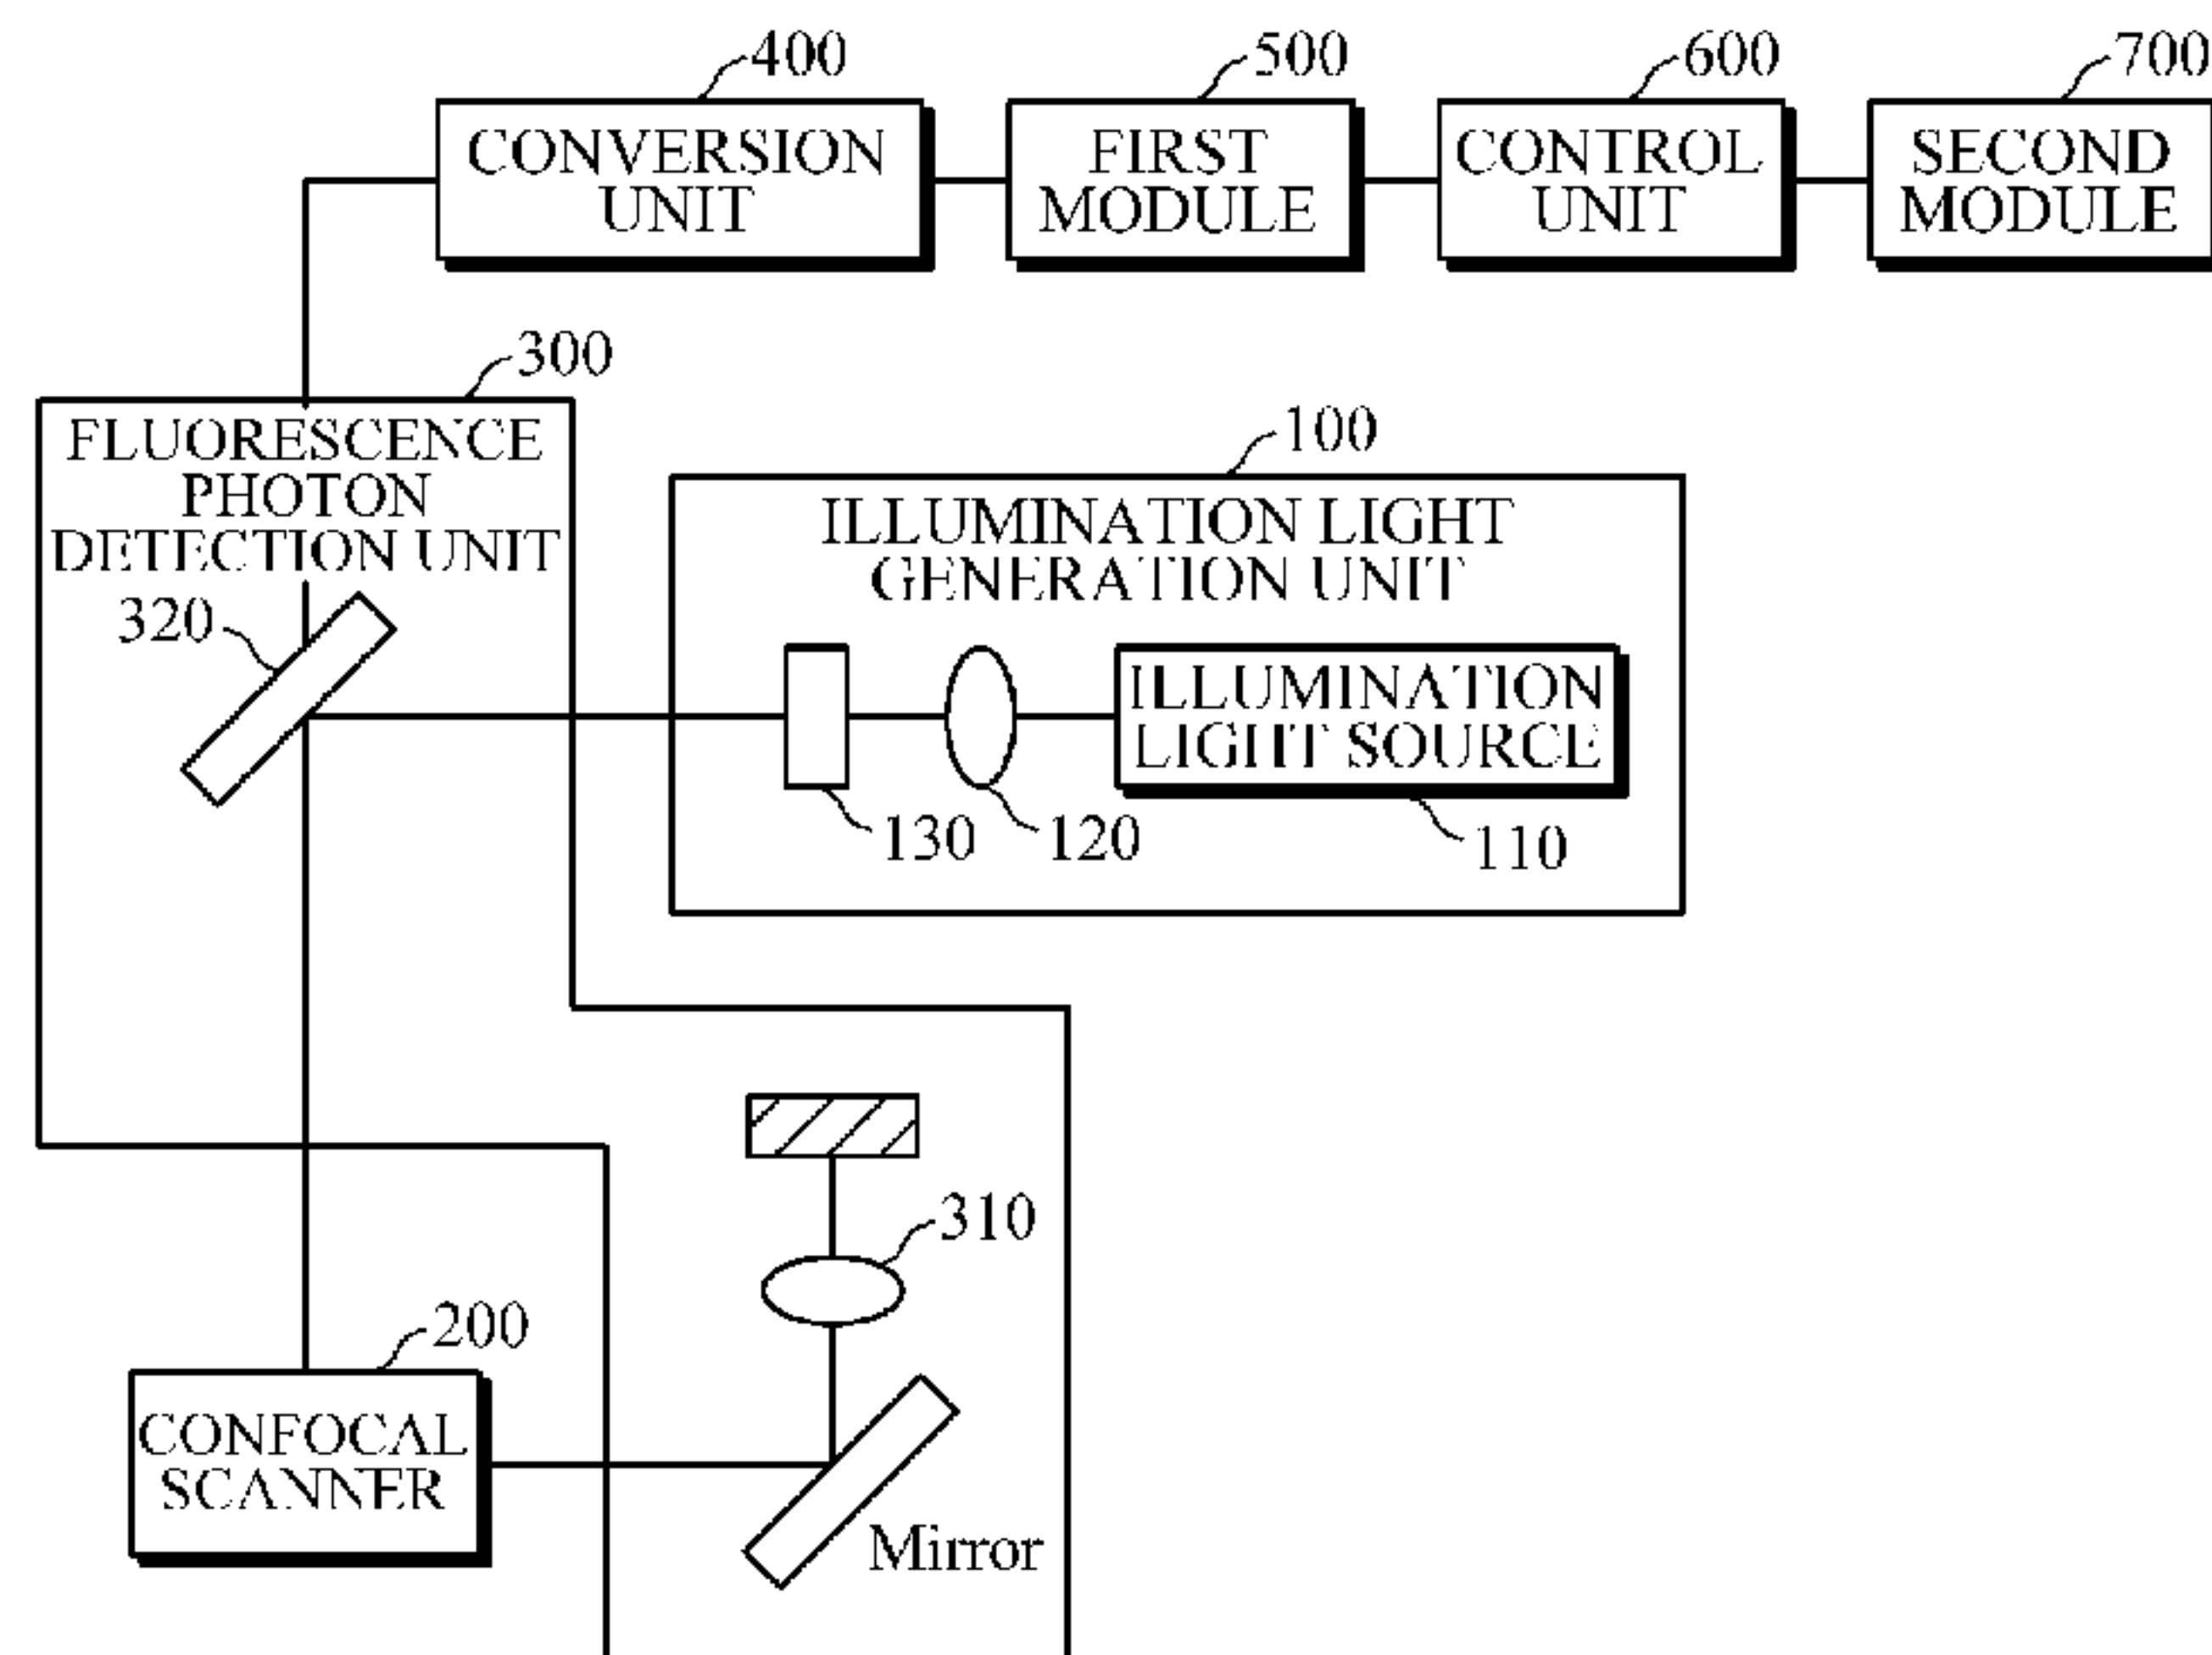 400
500
600
700
CONVERSION
UNIT
FIRST
MODULE
CONTROL
UNIT
SECOND
MODULE
300
FLUORESCENCE
PHOTON
DETECTION UNIT
320
100
ILLUMINATION LIGHT
GENERATION UNIT
ILLUMINATION
LIGHT SOURCE
130
120
110
310
200
CONFOCAL
SCANNER
Mirror